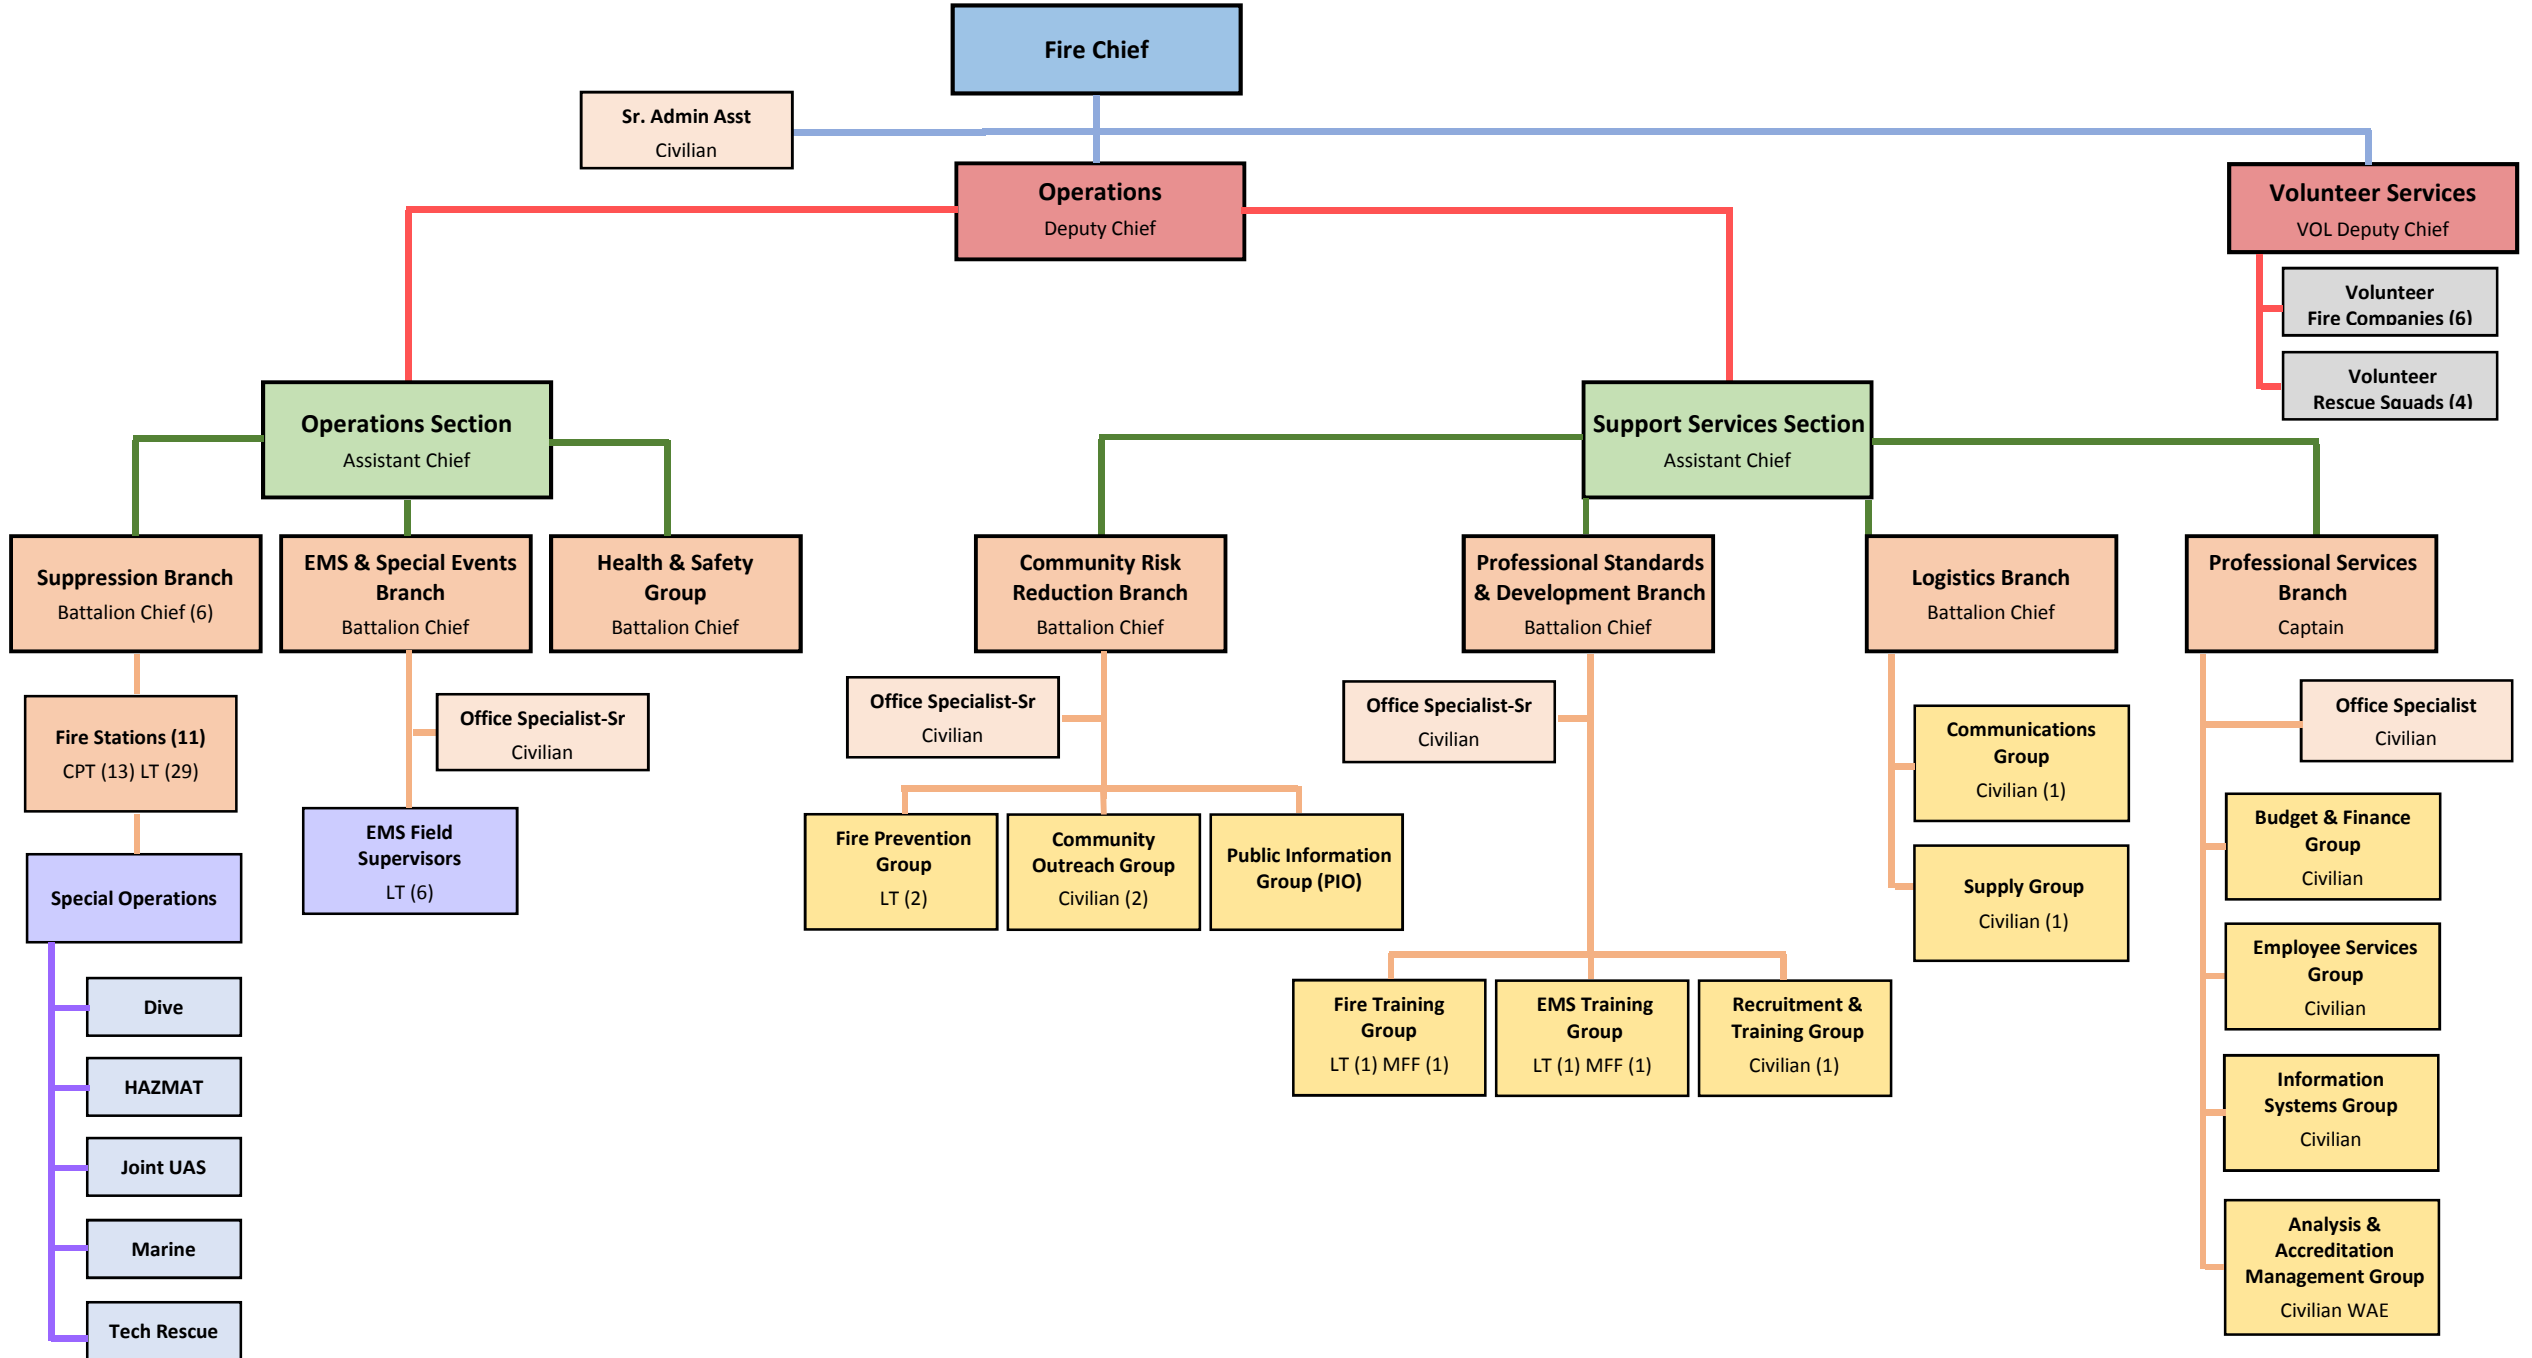 Fire Chief
Sr. Admin Asst
Civilian
Operations
Deputy Chief
Volunteer Services
VOL Deputy Chief
Volunteer
Fire Companies (6)
Volunteer
Rescue Squads (4)
Operations Section
Assistant Chief
Support Services Section
Assistant Chief
Suppression Branch
Battalion Chief (6)
EMS & Special Events
Branch
Battalion Chief
Health & Safety
Group
Battalion Chief
Community Risk
Reduction Branch
Battalion Chief
Professional Standards
& Development Branch
Battalion Chief
Logistics Branch
Battalion Chief
Professional Services
Branch
Captain
Fire Stations (11)
CPT (13) LT (29)
Office Specialist-Sr
Civilian
EMS Field
Supervisors
LT (6)
Special Operations
Dive
HAZMAT
Joint UAS
Marine
Tech Rescue
Office Specialist-Sr
Civilian
Fire Prevention
Group
LT (2)
Community
Outreach Group
Civilian (2)
Public Information
Group (PIO)
Office Specialist-Sr
Civilian
Fire Training
Group
LT (1) MFF (1)
EMS Training
Group
LT (1) MFF (1)
Recruitment &
Training Group
Civilian (1)
Communications
Group
Civilian (1)
Supply Group
Civilian (1)
Office Specialist
Civilian
Budget & Finance
Group
Civilian
Employee Services
Group
Civilian
Information
Systems Group
Civilian
Analysis &
Accreditation
Management Group
Civilian WAE